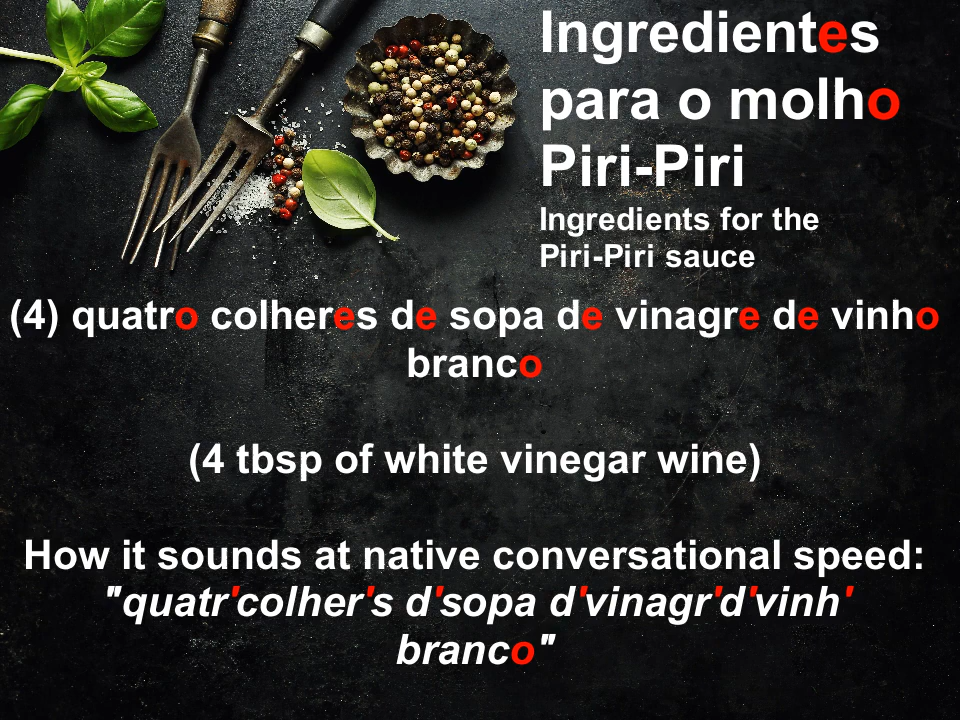 Ingredientes
para o molho
Piri-Piri
Ingredients for the
Piri-Piri sauce
(4) quatro colheres de sopa de vinagre de vinho
branco
(4 tbsp of white vinegar wine)
How it sounds at native conversational speed:
"quatr'colher's d'sopa d'vinagr'd'vinh'
branco"